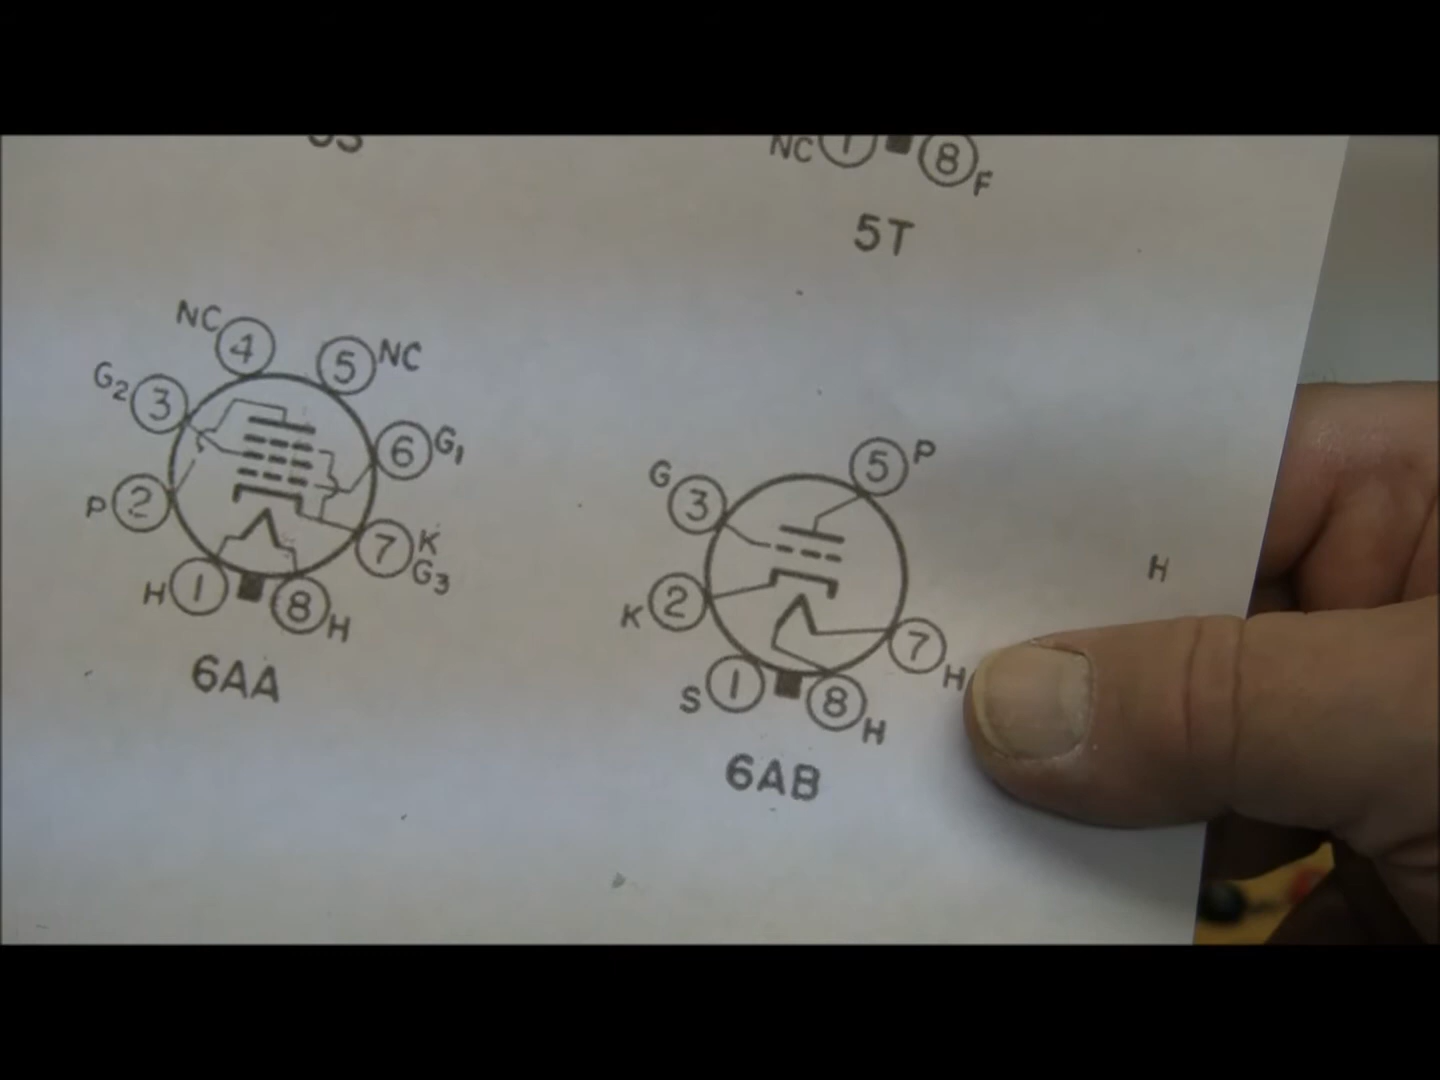 NC 1 8 F
5T
NC 4 5 NC
G2 3 6 G1
P 2 7 K G3
H 1 8 H
6AA
5 P
G 3
K 2 7 H
S 1 8 H
6AB
H